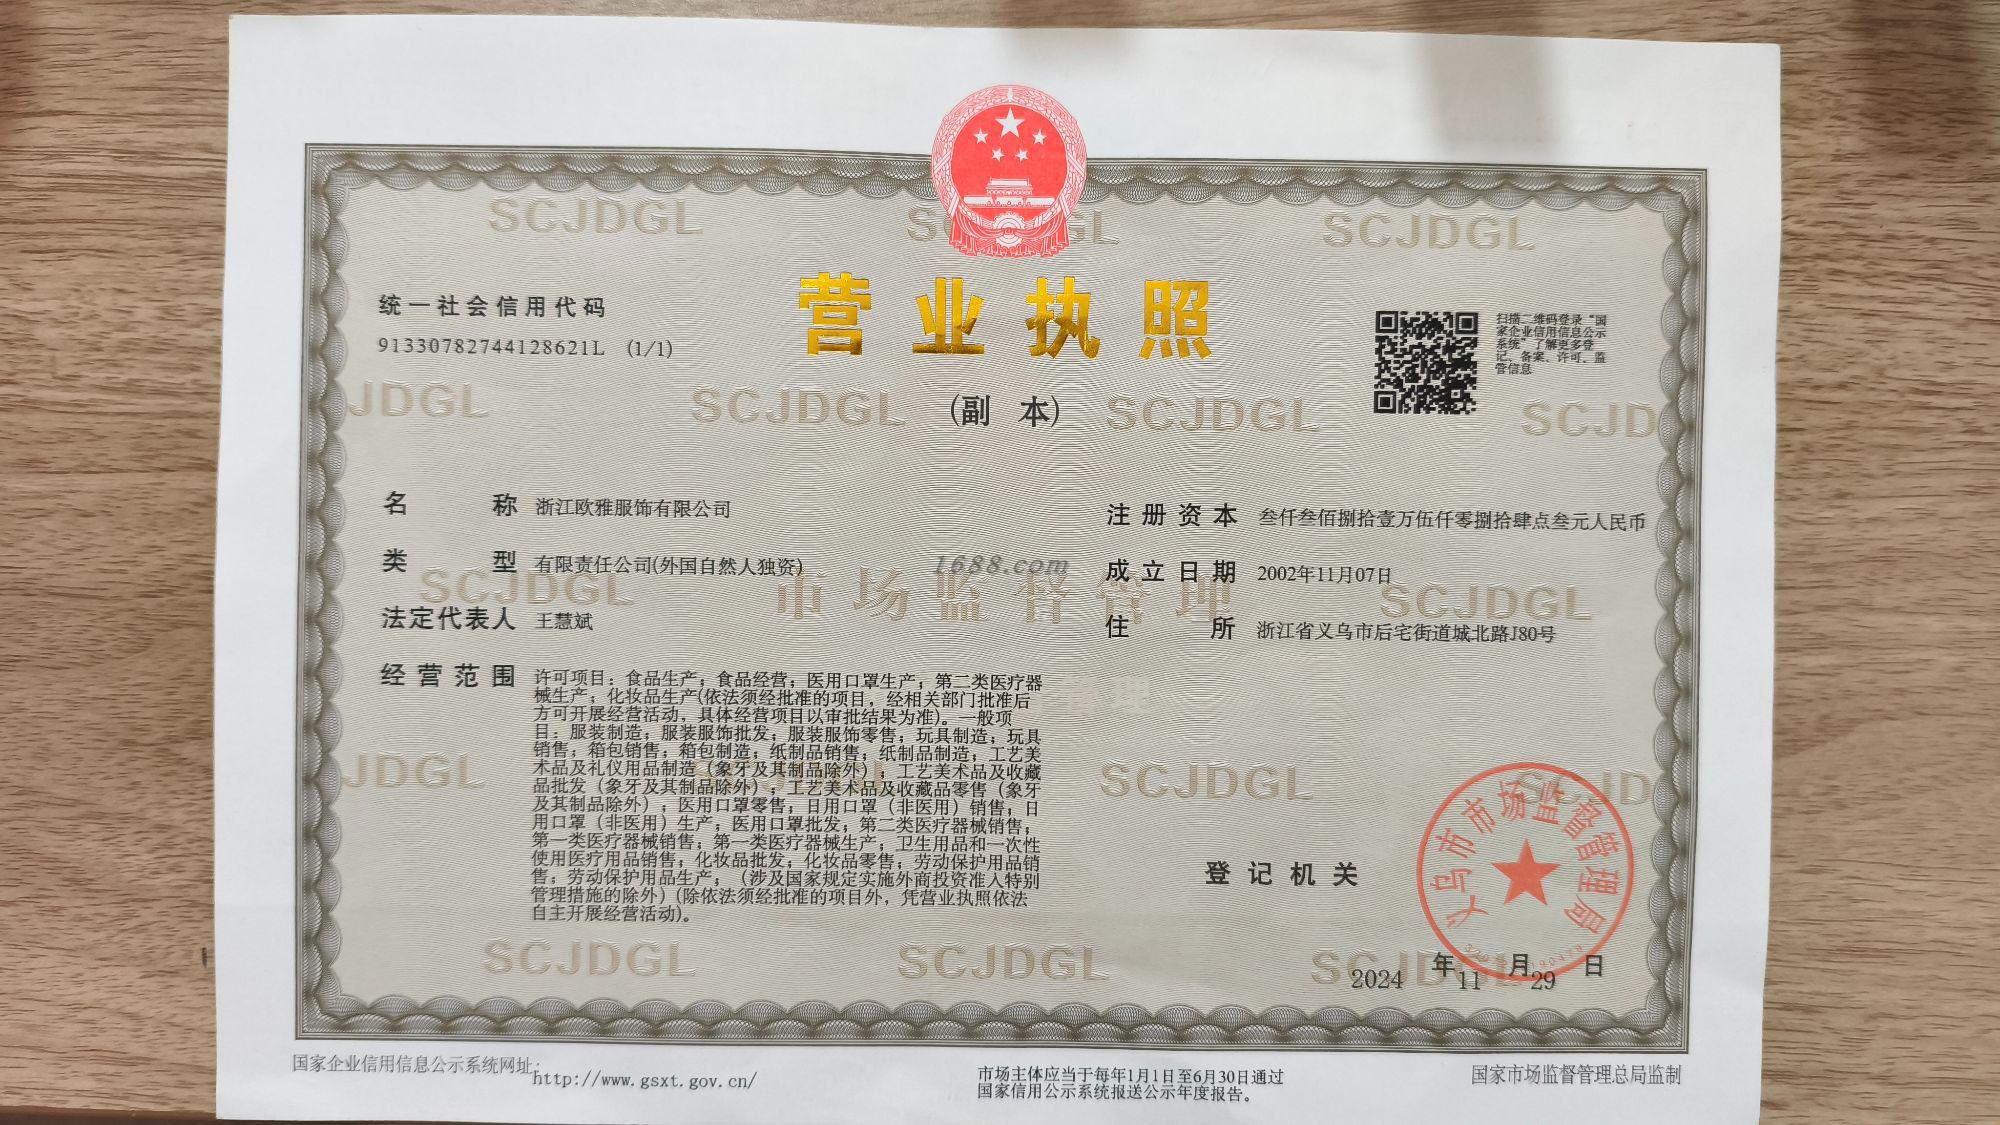 SCJDGL SCJDGL SCJDGL
营业执照
(副 本)
统一社会信用代码
91330782744128621L (1/1)
扫描二维码登录“国
家企业信用信息公示
系统”了解更多登
记、备案、许可、监
管信息
JDGL SCJDGL SCJDGL SCJD
名 称 浙江欧雅服饰有限公司
类 型 有限责任公司(外国自然人独资)
法定代表人 王慧斌
经营范围 许可项目：食品生产；食品经营；医用口罩生产；第二类医疗器
械生产；化妆品生产(依法须经批准的项目，经相关部门批准后
方可开展经营活动，具体经营项目以审批结果为准)。一般项
目：服装制造；服装服饰批发；服装服饰零售；玩具制造；玩具
销售；箱包销售；箱包制造；纸制品销售；纸制品制造；工艺美
术品及礼仪用品制造（象牙及其制品除外）；工艺美术品及收藏
品批发（象牙及其制品除外）；工艺美术品及收藏品零售（象牙
及其制品除外）；医用口罩零售；日用口罩（非医用）销售；日
用口罩（非医用）生产；医用口罩批发；第二类医疗器械销售；
第一类医疗器械销售；第一类医疗器械生产；卫生用品和一次性
使用医疗用品销售；化妆品批发；化妆品零售；劳动保护用品销
售；劳动保护用品生产；（涉及国家规定实施外商投资准入特别
管理措施的除外）(除依法须经批准的项目外，凭营业执照依法
自主开展经营活动)。
注册资本 叁仟叁佰捌拾壹万伍仟零捌拾肆点叁元人民币
成立日期 2002年11月07日
住 所 浙江省义乌市后宅街道城北路J80号
1688.com
SCJDGL 市场监督管理 SCJDGL
管理
JDGL SCJDGL SCJDGL SCJD
登记机关
义乌市市场监督管理局
2024 年 11 月 29 日
SCJDGL SCJDGL SCJDGL
国家企业信用信息公示系统网址：
http://www.gsxt.gov.cn/
市场主体应当于每年1月1日至6月30日通过
国家信用公示系统报送公示年度报告。
国家市场监督管理总局监制